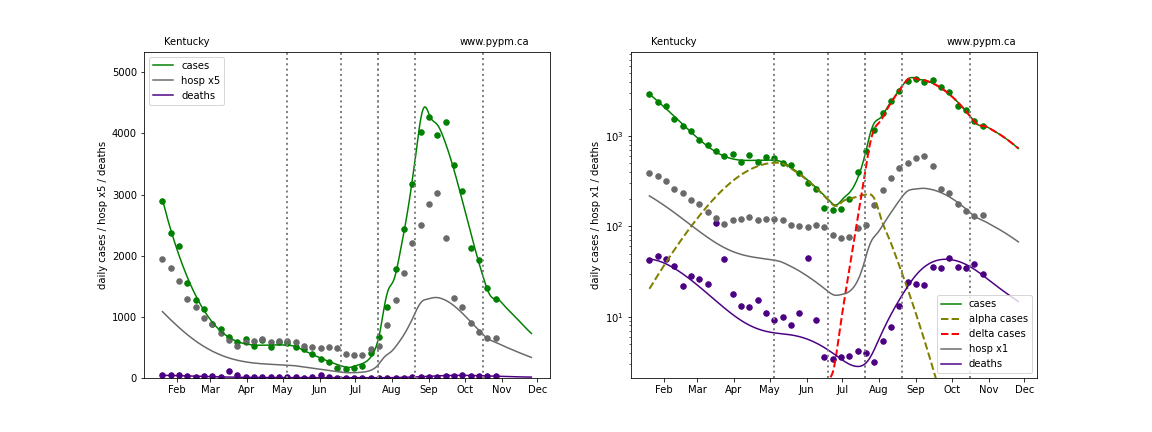 Kentucky
www.pypm.ca
cases
hosp x5
deaths
daily cases / hosp x5 / deaths
5000
4000
3000
2000
1000
0
Feb Mar Apr May Jun Jul Aug Sep Oct Nov Dec
Kentucky
www.pypm.ca
daily cases / hosp x1 / deaths
10³
10²
10¹
cases
alpha cases
delta cases
hosp x1
deaths
Feb Mar Apr May Jun Jul Aug Sep Oct Nov Dec